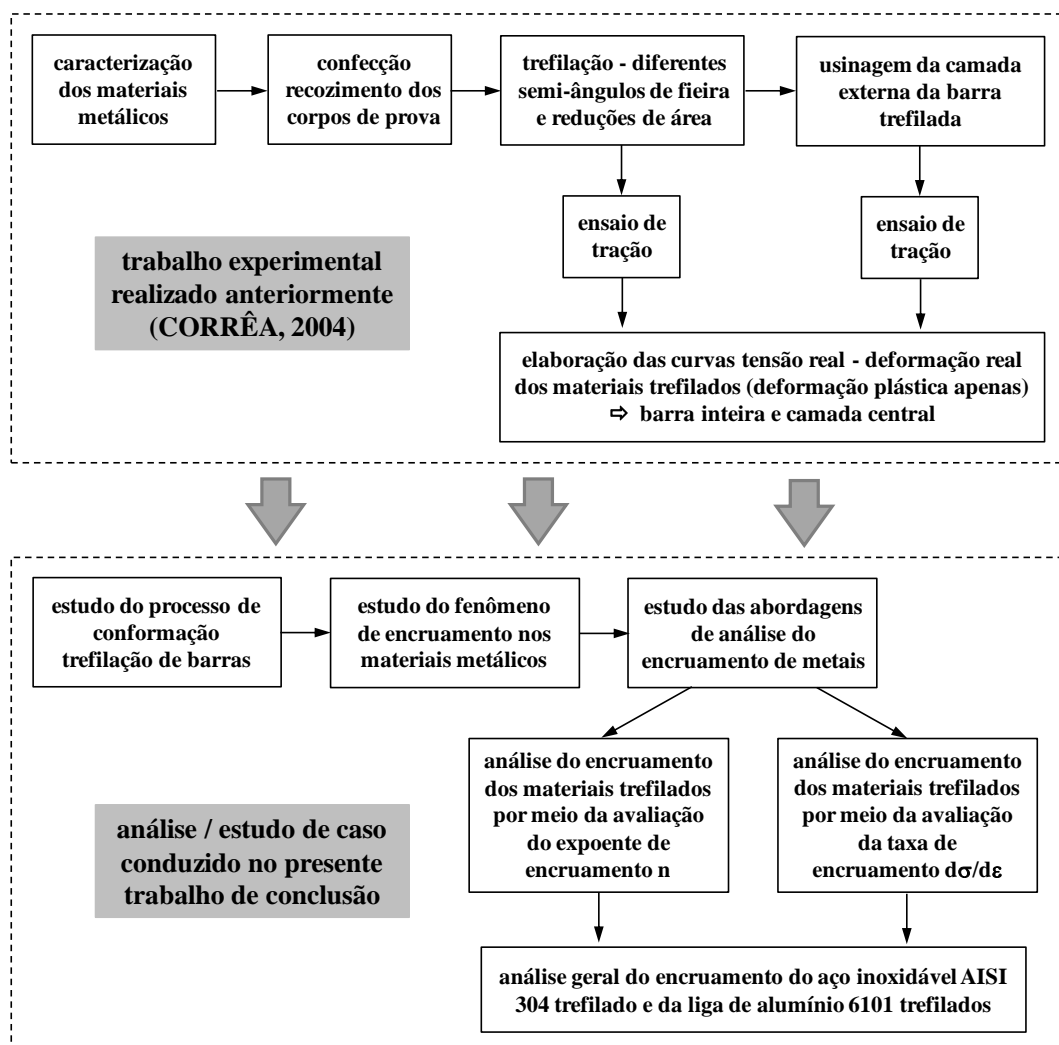 caracterização
dos materiais
metálicos
confecção
recozimento dos
corpos de prova
trefilação - diferentes
semi-ângulos de fieira
e reduções de área
usinagem da camada
externa da barra
trefilada
ensaio de
tração
ensaio de
tração
trabalho experimental
realizado anteriormente
(CORRÊA, 2004)
elaboração das curvas tensão real - deformação real
dos materiais trefilados (deformação plástica apenas)
⇨ barra inteira e camada central
estudo do processo de
conformação
trefilação de barras
estudo do fenômeno
de encruamento nos
materiais metálicos
estudo das abordagens
de análise do
encruamento de metais
análise do encruamento
dos materiais trefilados
por meio da avaliação
do expoente de
encruamento n
análise do encruamento
dos materiais trefilados
por meio da avaliação
da taxa de
encruamento dσ/dε
análise / estudo de caso
conduzido no presente
trabalho de conclusão
análise geral do encruamento do aço inoxidável AISI
304 trefilado e da liga de alumínio 6101 trefilados